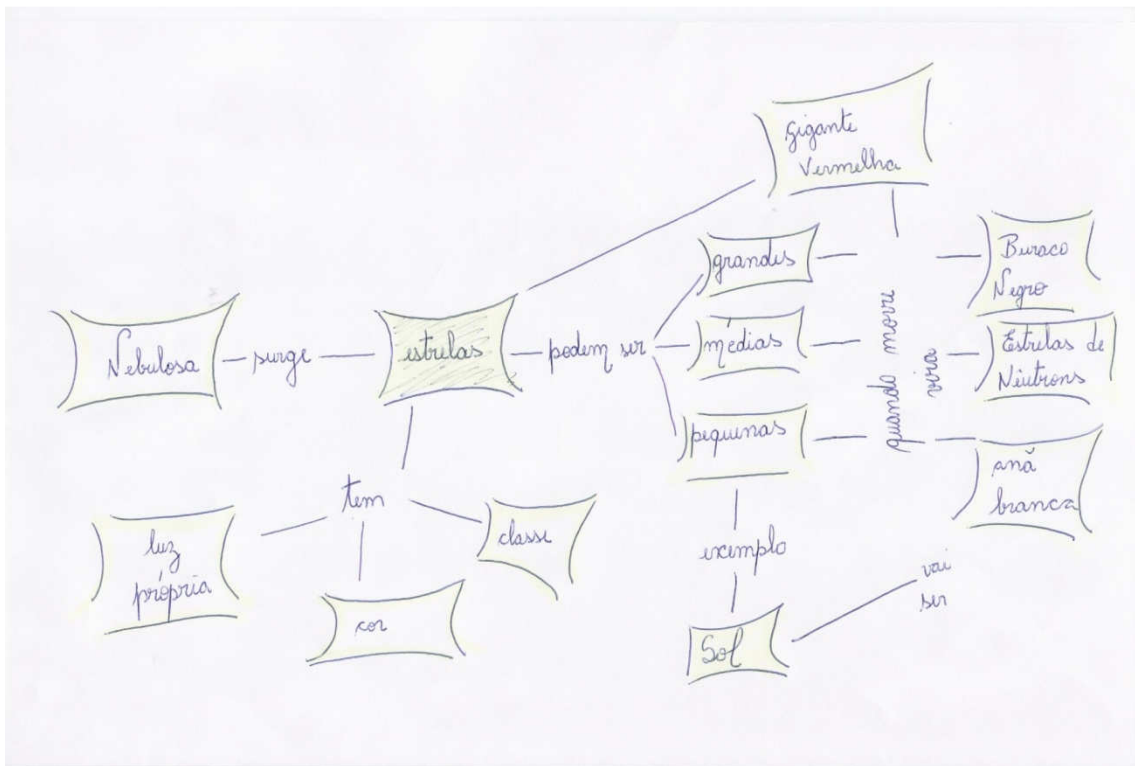 gigante
Vermelha
grandes
Buraco
Negro
Nebulosa
surge
estrelas
podem ser
médias
quando morre
vira
Estrelas de
Nêutrons
pequenas
anã
branca
tem
luz
própria
cor
classe
exemplo
Sol
vai
ser